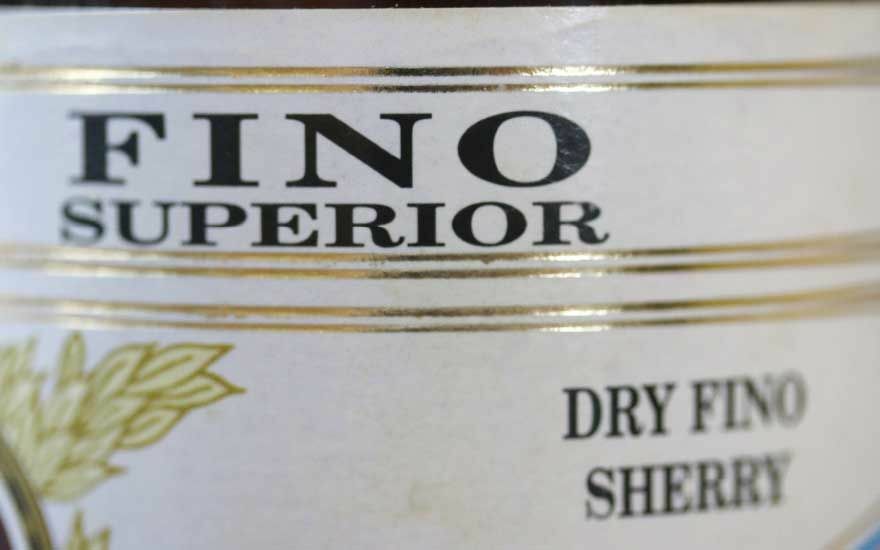 FINO
SUPERIOR
DRY FINO
SHERRY